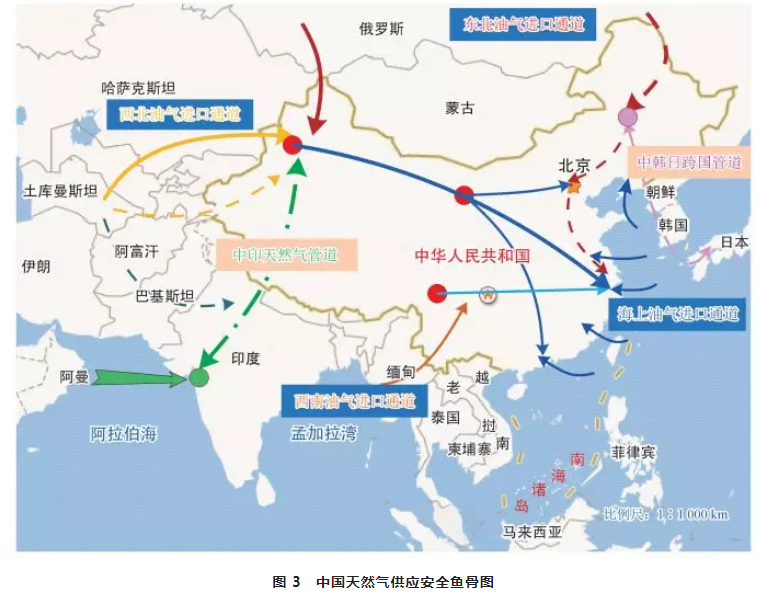 俄罗斯
东北油气进口通道
哈萨克斯坦
西北油气进口通道
蒙古
北京
中韩日跨国管道
土库曼斯坦
朝鲜
韩国
日本
阿富汗
中印天然气管道
中华人民共和国
伊朗
巴基斯坦
海上油气进口通道
印度
阿曼
缅甸
老
越
挝
南
西南油气进口通道
泰国
阿拉伯海
孟加拉湾
柬埔寨
菲律宾
南
海
诸
岛
比例尺：1：1 000 km
马来西亚
图 3 中国天然气供应安全鱼骨图